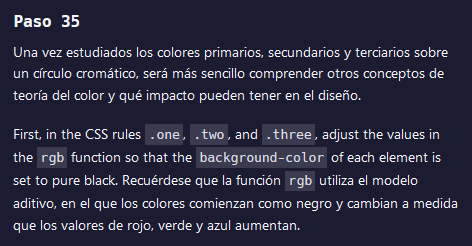 Paso 35
Una vez estudiados los colores primarios, secundarios y terciarios sobre
un círculo cromático, será más sencillo comprender otros conceptos de
teoría del color y qué impacto pueden tener en el diseño.
First, in the CSS rules .one, .two, and .three, adjust the values in
the rgb function so that the background-color of each element is
set to pure black. Recuérdese que la función rgb utiliza el modelo
aditivo, en el que los colores comienzan como negro y cambian a medida
que los valores de rojo, verde y azul aumentan.